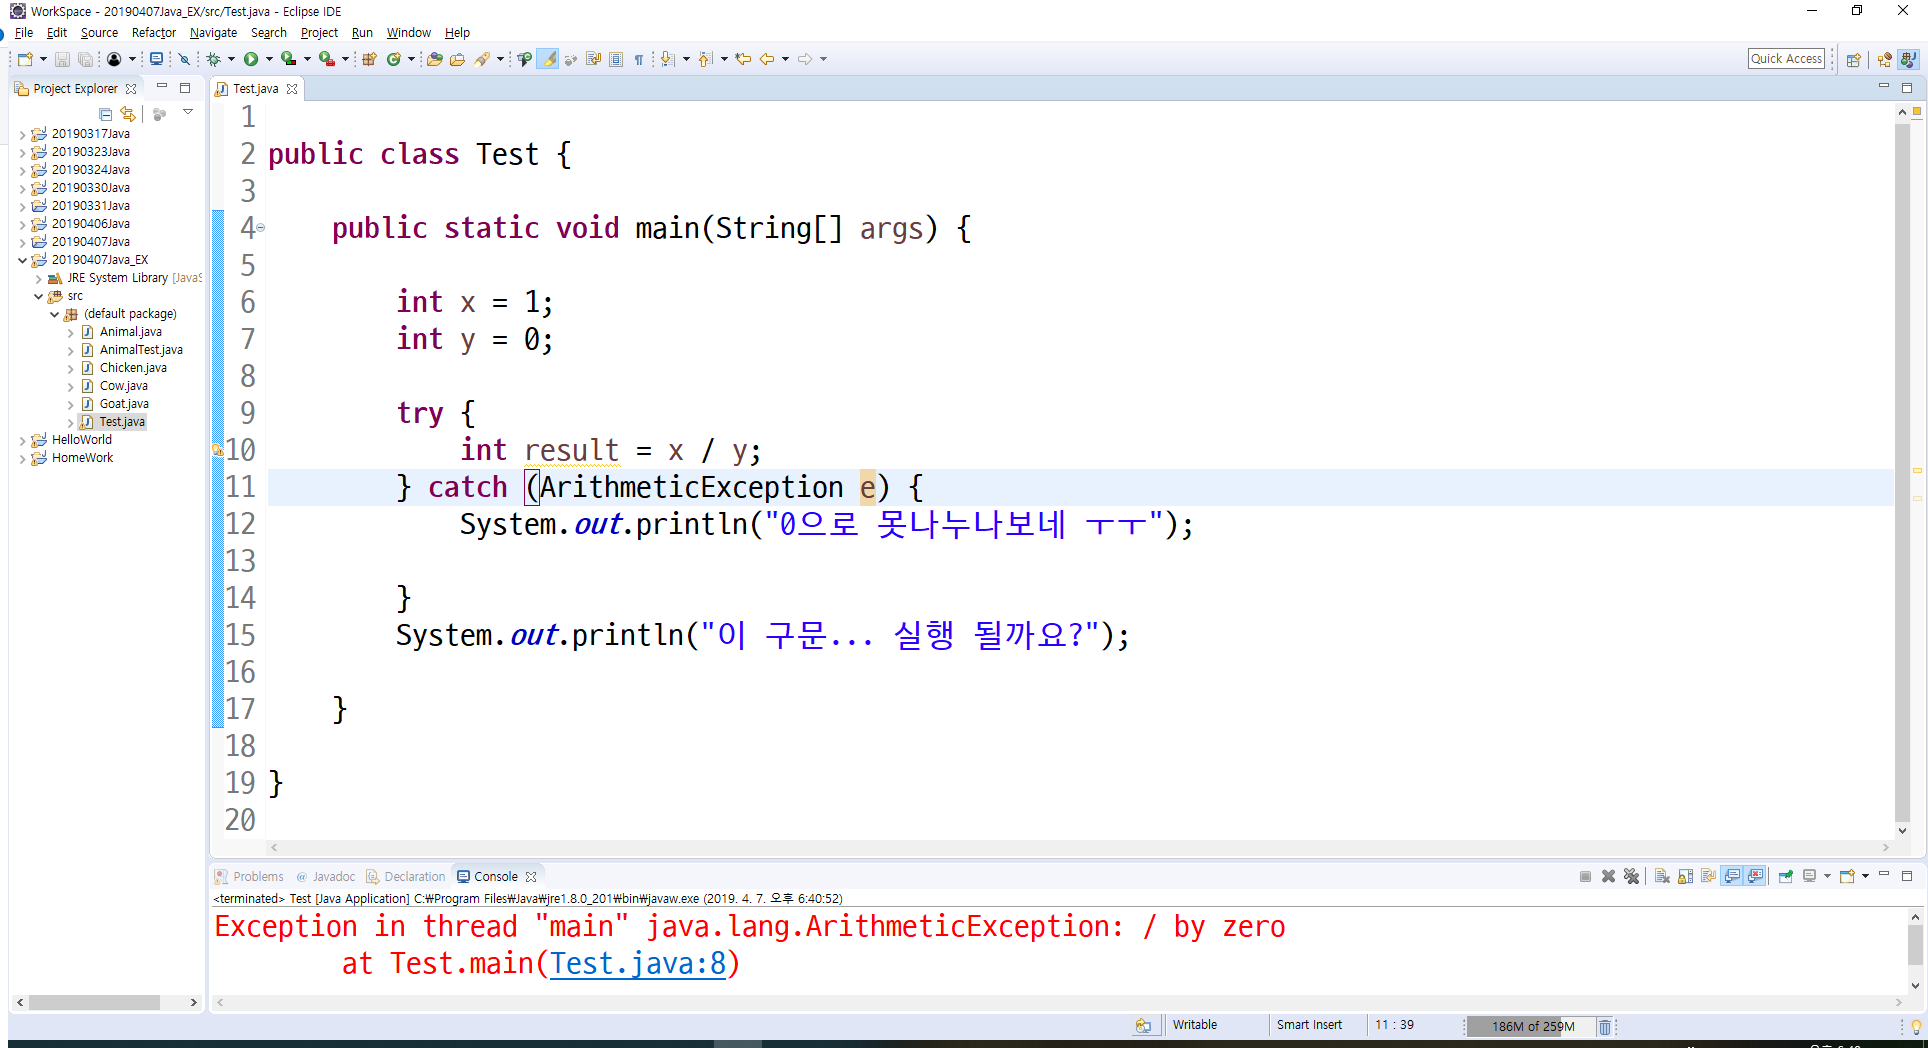 WorkSpace - 20190407Java_EX/src/Test.java - Eclipse IDE
File Edit Source Refactor Navigate Search Project Run Window Help
Quick Access
Project Explorer
Test.java
20190317Java
20190323Java
20190324Java
20190330Java
20190331Java
20190406Java
20190407Java
20190407Java_EX
JRE System Library [JavaS
src
(default package)
Animal.java
AnimalTest.java
Chicken.java
Cow.java
Goat.java
Test.java
HelloWorld
HomeWork
1
2 public class Test {
3
4 public static void main(String[] args) {
5
6 int x = 1;
7 int y = 0;
8
9 try {
10 int result = x / y;
11 } catch (ArithmeticException e) {
12 System.out.println("0으로 못나누나보네 ㅜㅜ");
13
14 }
15 System.out.println("이 구문... 실행 될까요?");
16
17 }
18
19 }
20
Problems @ Javadoc Declaration Console
<terminated> Test [Java Application] C:₩Program Files₩Java₩jre1.8.0_201₩bin₩javaw.exe (2019. 4. 7. 오후 6:40:52)
Exception in thread "main" java.lang.ArithmeticException: / by zero
at Test.main(Test.java:8)
Writable Smart Insert 11 : 39 186M of 259M